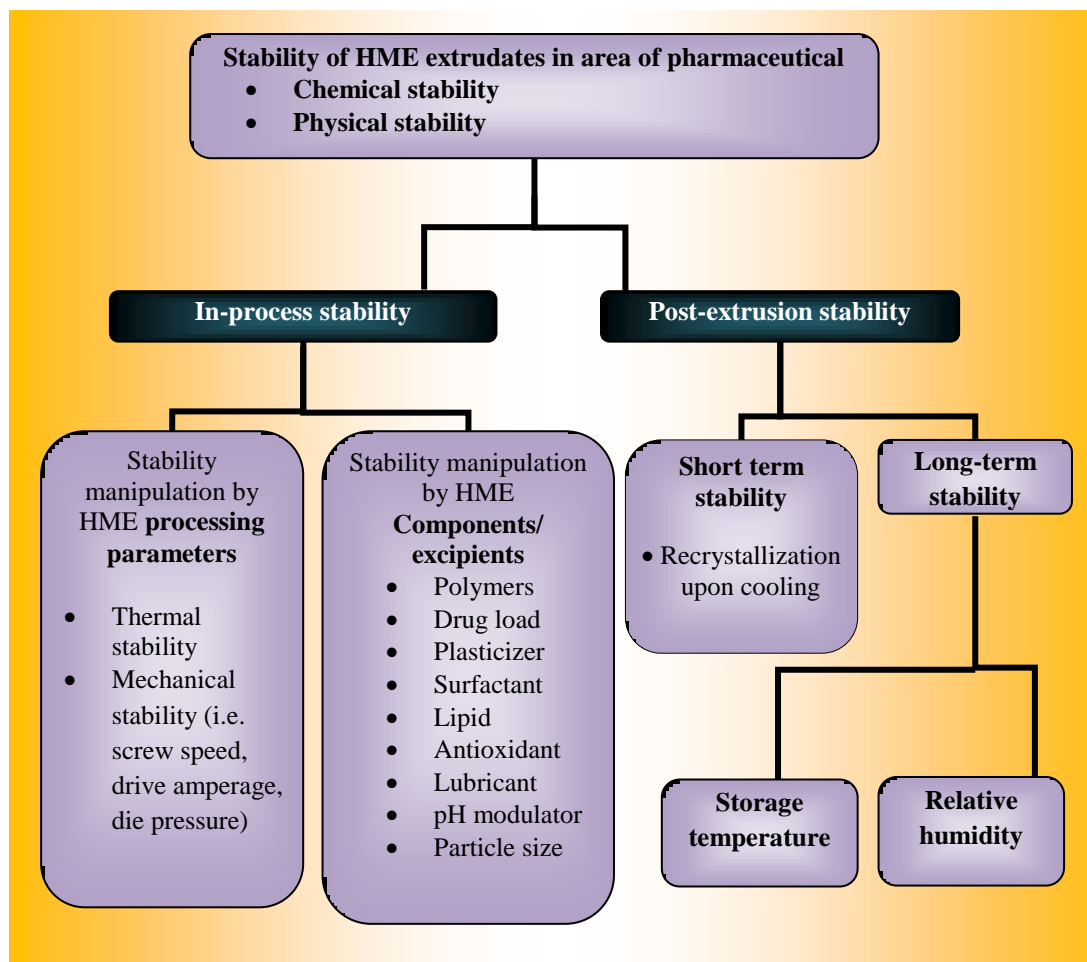 Stability of HME extrudates in area of pharmaceutical
• Chemical stability
• Physical stability
In-process stability
Post-extrusion stability
Stability
manipulation by
HME processing
parameters
• Thermal
stability
• Mechanical
stability (i.e.
screw speed,
drive amperage,
die pressure)
Stability manipulation
by HME
Components/
excipients
• Polymers
• Drug load
• Plasticizer
• Surfactant
• Lipid
• Antioxidant
• Lubricant
• pH modulator
• Particle size
Short term
stability
• Recrystallization
upon cooling
Long-term
stability
Storage
temperature
Relative
humidity